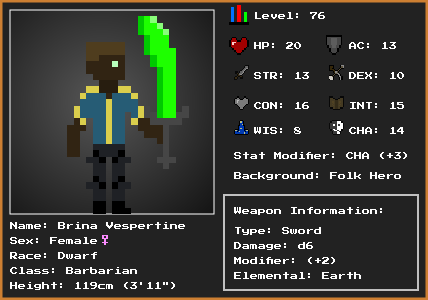 Level: 76
HP: 20 AC: 13
STR: 13 DEX: 10
CON: 16 INT: 15
WIS: 8 CHA: 14
Stat Modifier: CHA (+3)
Background: Folk Hero
Name: Brina Vespertine
Sex: Female♀
Race: Dwarf
Class: Barbarian
Height: 119cm (3'11")
Weapon Information:
Type: Sword
Damage: d6
Modifier: (+2)
Elemental: Earth